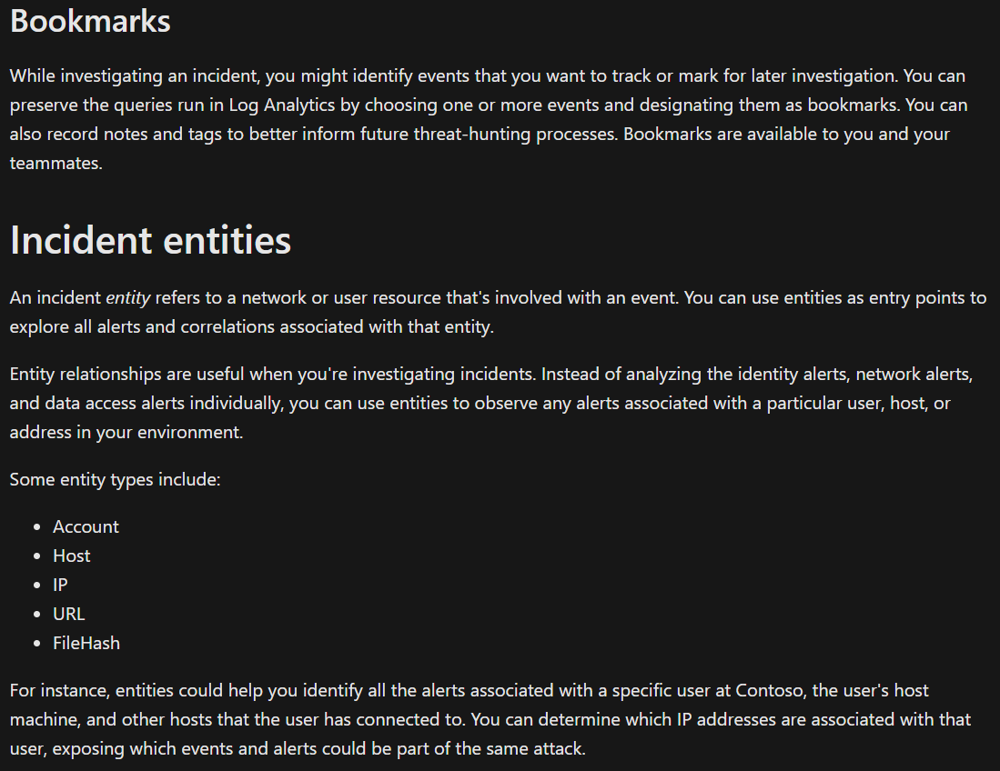 Bookmarks
While investigating an incident, you might identify events that you want to track or mark for later investigation. You can
preserve the queries run in Log Analytics by choosing one or more events and designating them as bookmarks. You can
also record notes and tags to better inform future threat-hunting processes. Bookmarks are available to you and your
teammates.
Incident entities
An incident entity refers to a network or user resource that's involved with an event. You can use entities as entry points to
explore all alerts and correlations associated with that entity.
Entity relationships are useful when you're investigating incidents. Instead of analyzing the identity alerts, network alerts,
and data access alerts individually, you can use entities to observe any alerts associated with a particular user, host, or
address in your environment.
Some entity types include:
• Account
• Host
• IP
• URL
• FileHash
For instance, entities could help you identify all the alerts associated with a specific user at Contoso, the user's host
machine, and other hosts that the user has connected to. You can determine which IP addresses are associated with that
user, exposing which events and alerts could be part of the same attack.